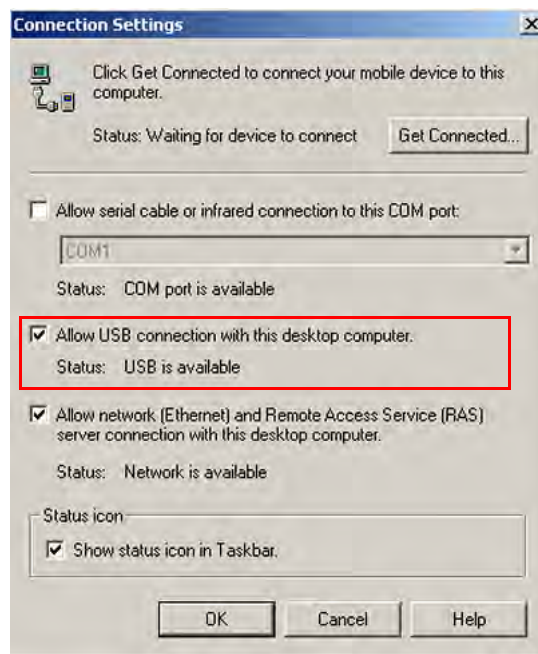 Connection Settings
Click Get Connected to connect your mobile device to this
computer.
Status: Waiting for device to connect
Get Connected...
Allow serial cable or infrared connection to this COM port:
COM1
Status: COM port is available
Allow USB connection with this desktop computer.
Status: USB is available
Allow network (Ethernet) and Remote Access Service (RAS)
server connection with this desktop computer.
Status: Network is available
Status icon
Show status icon in Taskbar.
OK Cancel Help